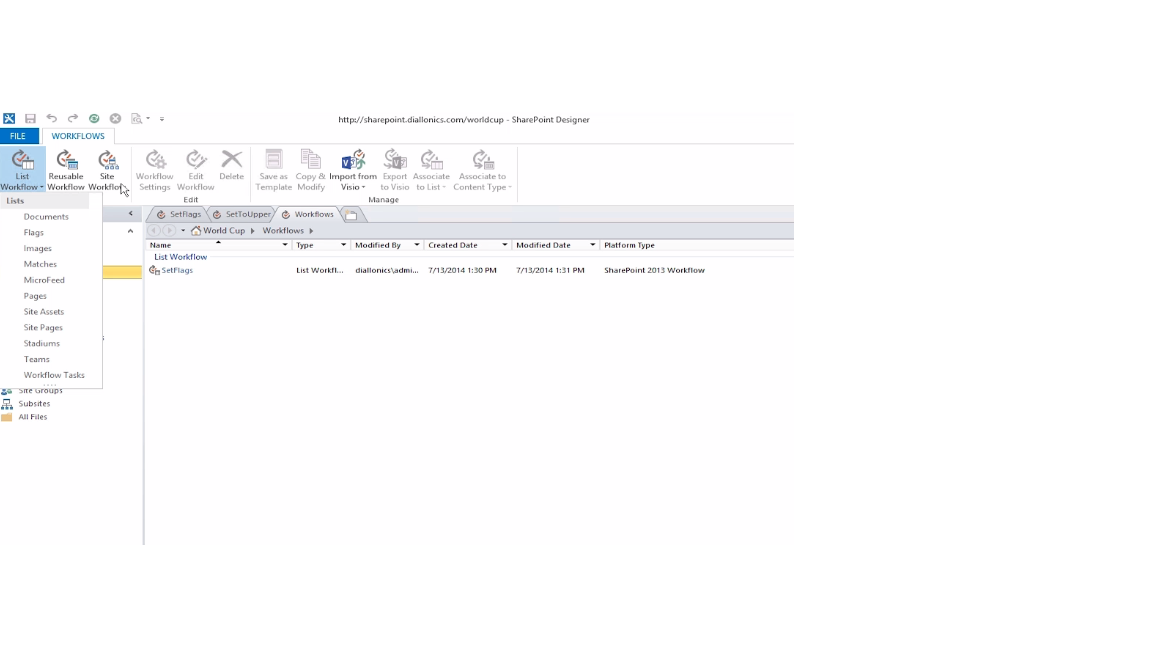 http://sharepoint.diallonics.com/worldcup - SharePoint Designer
FILE WORKFLOWS
List Workflow
Reusable Workflow
Site Workflow
Workflow Settings
Edit Workflow
Delete
Edit
Save as Template
Copy & Modify
Import from Visio
Export to Visio
Associate to List
Associate to Content Type
Manage
Lists
Documents
Flags
Images
Matches
MicroFeed
Pages
Site Assets
Site Pages
Stadiums
Teams
Workflow Tasks
Site Groups
Subsites
All Files
SetFlags SetToUpper Workflows
World Cup Workflows
Name Type Modified By Created Date Modified Date Platform Type
List Workflow
SetFlags List Workfl... diallonics\admi... 7/13/2014 1:30 PM 7/13/2014 1:31 PM SharePoint 2013 Workflow